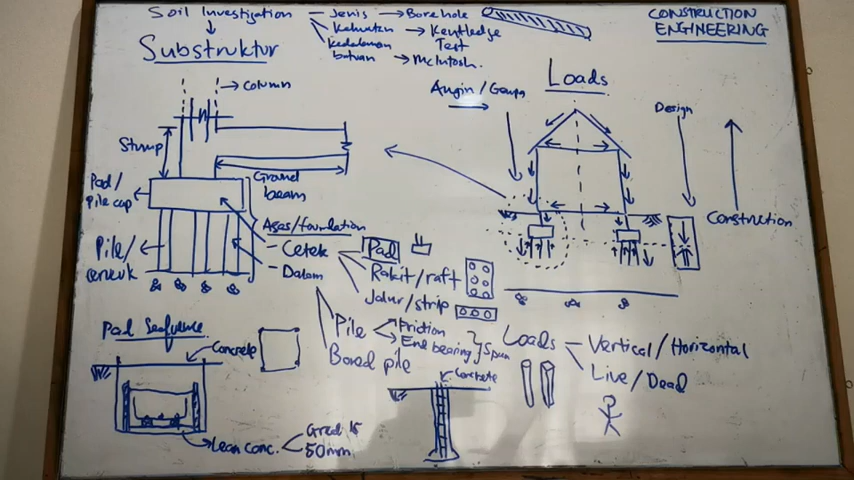 Soil Investigation
Jenis → Borehole
Kekuatan → Kentledge Test
Kedalaman batuan → McIntosh.
CONSTRUCTION
ENGINEERING
Substruktur
column
Stump
Pad/
pile cap
Ground
beam
Pile/
cerucuk
Asas/foundation
- Cetek
- Dalam
Pad
Rakit/raft
Jalur/strip
Pile
Friction
End bearing
Spun
Bored pile
Loads
Angin/
Design
Construction
Pad Sequence
Concrete
Lean conc.
Gred 15
50mm
Concrete
Loads
Vertical/Horizontal
Live/Dead